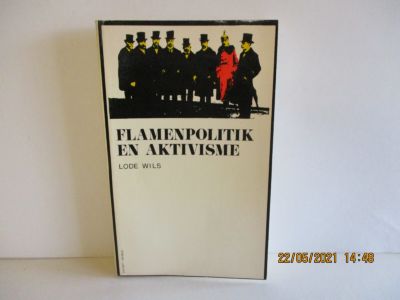 FLAMENPOLITIK
EN AKTIVISME
LODE WILS
22/05/2021 14:48